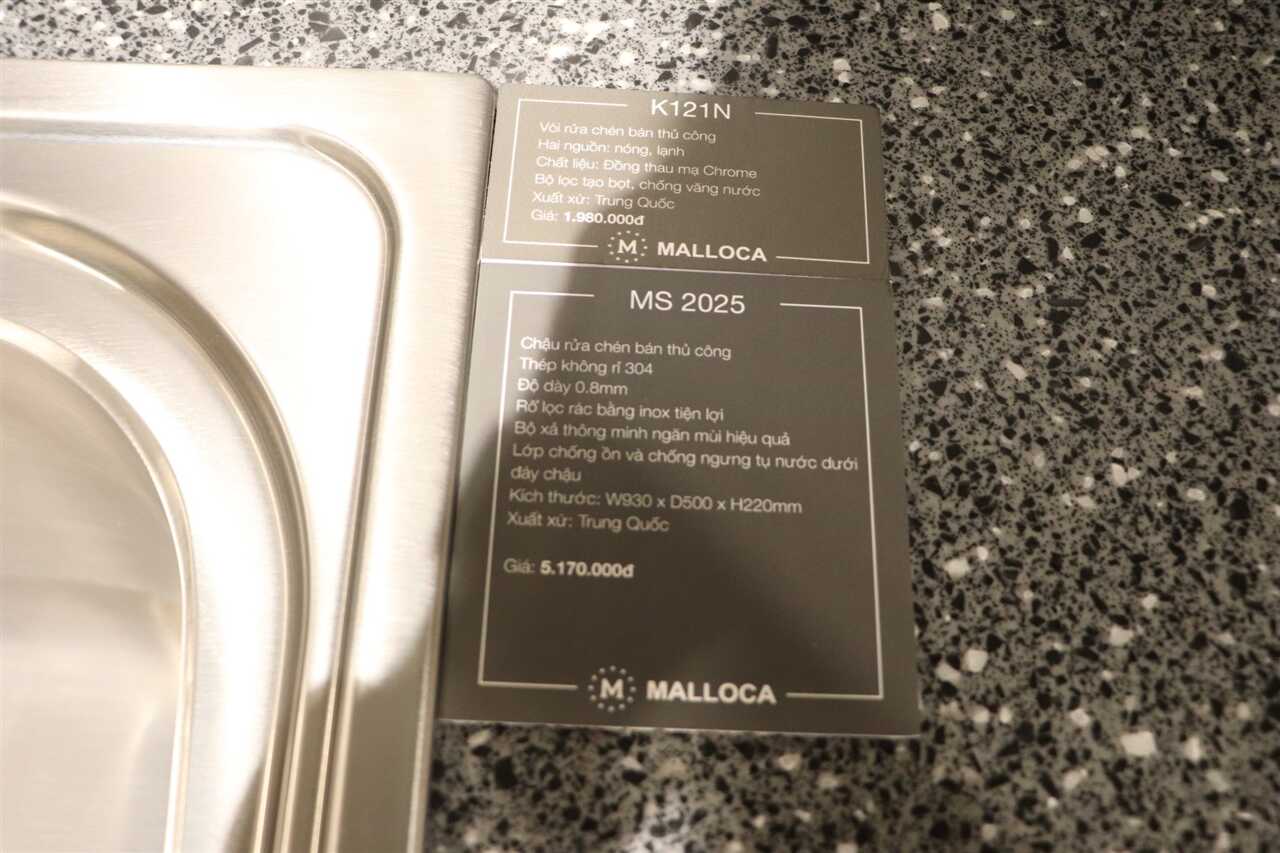 K121N
Vòi rửa chén bán thủ công
Hai nguồn: nóng, lạnh
Chất liệu: Đồng thau mạ Chrome
Bộ lọc tạo bọt, chống văng nước
Xuất xứ: Trung Quốc
Giá: 1.980.000đ
M MALLOCA
MS 2025
Chậu rửa chén bán thủ công
Thép không rỉ 304
Độ dày 0.8mm
Rổ lọc rác bằng inox tiện lợi
Bộ xả thông minh ngăn mùi hiệu quả
Lớp chống ồn và chống ngưng tụ nước dưới
đáy chậu
Kích thước: W930 x D500 x H220mm
Xuất xứ: Trung Quốc
Giá: 5.170.000đ
M MALLOCA